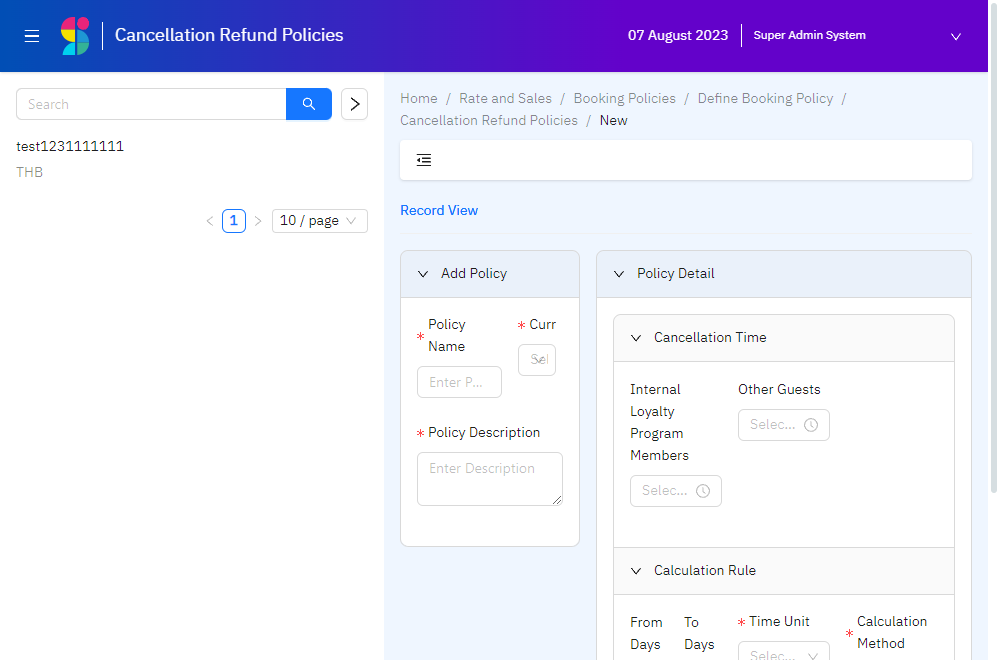 Cancellation Refund Policies
07 August 2023
Super Admin System
Search
test1231111111
THB
1
10 / page
Home / Rate and Sales / Booking Policies / Define Booking Policy /
Cancellation Refund Policies / New
Record View
Add Policy
* Policy
Name
Enter P...
* Curr
Sel
* Policy Description
Enter Description
Policy Detail
Cancellation Time
Internal
Loyalty
Program
Members
Selec...
Other Guests
Selec...
Calculation Rule
From
Days
To
Days
* Time Unit
Selec...
* Calculation
Method